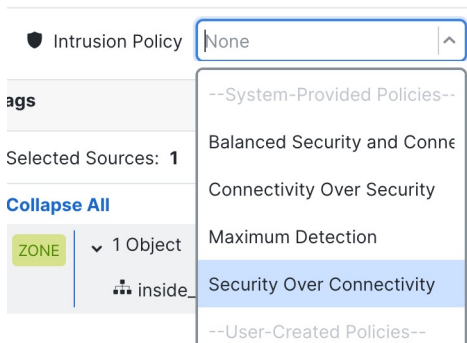 Intrusion Policy
None
--System-Provided Policies--
ags
Balanced Security and Conne
Selected Sources: 1
Connectivity Over Security
Collapse All
Maximum Detection
ZONE
1 Object
Security Over Connectivity
inside_
--User-Created Policies--